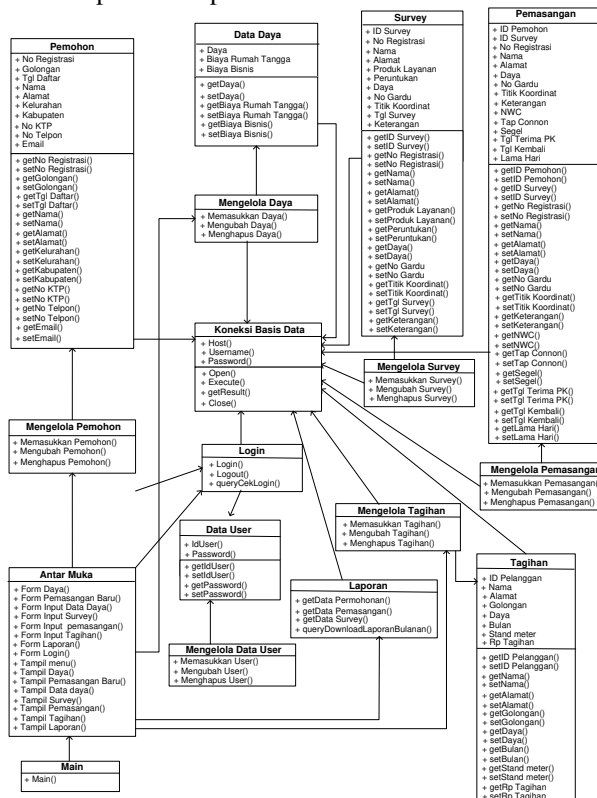 Pemohon
+ No Registrasi
+ Golongan
+ Tgl Daftar
+ Nama
+ Alamat
+ Kelurahan
+ Kabupaten
+ No KTP
+ No Telpon
+ Email
+ getNo Registrasi()
+ setNo Registrasi()
+ getGolongan()
+ setGolongan()
+ getTgl Daftar()
+ setTgl Daftar()
+ getNama()
+ setNama()
+ getAlamat()
+ setAlamat()
+ getKelurahan()
+ setKelurahan()
+ getKabupaten()
+ setKabupaten()
+ getNo KTP()
+ setNo KTP()
+ getNo Telpon()
+ setNo Telpon()
+ getEmail()
+ setEmail()
Data Daya
+ Daya
+ Biaya Rumah Tangga
+ Biaya Bisnis
+ getDaya()
+ setDaya()
+ getBiaya Rumah Tangga()
+ setBiaya Rumah Tangga()
+ getBiaya Bisnis()
+ setBiaya Bisnis()
Survey
+ ID Survey
+ No Registrasi
+ Nama
+ Alamat
+ Produk Layanan
+ Peruntukan
+ Daya
+ No Gardu
+ Titik Koordinat
+ Tgl Survey
+ Keterangan
+ getID Survey()
+ setID Survey()
+ getNo Registrasi()
+ setNo Registrasi()
+ getNama()
+ setNama()
+ getAlamat()
+ setAlamat()
+ getProduk Layanan()
+ setProduk Layanan()
+ getPeruntukan()
+ setPeruntukan()
+ getDaya()
+ setDaya()
+ getNo Gardu
+ setNo Gardu
+ getTitik Koordinat()
+ setTitik Koordinat()
+ getTgl Survey()
+ setTgl Survey()
+ getKeterangan()
+ setKeterangan()
Pemasangan
+ ID Pemohon
+ ID Survey
+ No Registrasi
+ Nama
+ Alamat
+ Daya
+ No Gardu
+ Titik Koordinat
+ Keterangan
+ NWC
+ Tap Connon
+ Segel
+ Tgl Terima PK
+ Tgl Kembali
+ Lama Hari
+ getID Pemohon()
+ setID Pemohon()
+ getID Survey()
+ setID Survey()
+ getNo Registrasi()
+ setNo Registrasi()
+ getNama()
+ setNama()
+ getAlamat()
+ setAlamat()
+ getDaya()
+ setDaya()
+ getNo Gardu
+ setNo Gardu
+ getTitik Koordinat()
+ setTitik Koordinat()
+ getKeterangan()
+ setKeterangan()
+ getNWC()
+ setNWC()
+ getTap Connon()
+ setTap Connon()
+ getSegel()
+ setSegel()
+ getTgl Terima PK()
+ setTgl Terima PK()
+ getTgl Kembali()
+ setTgl Kembali()
+ getLama Hari()
+ setLama Hari()
Mengelola Daya
+ Memasukkan Daya()
+ Mengubah Daya()
+ Menghapus Daya()
Koneksi Basis Data
+ Host()
+ Username()
+ Password()
+ Open()
+ Execute()
+ getResult()
+ Close()
Mengelola Survey
+ Memasukkan Survey()
+ Mengubah Survey()
+ Menghapus Survey()
Mengelola Pemohon
+ Memasukkan Pemohon()
+ Mengubah Pemohon()
+ Menghapus Pemohon()
Login
+ Login()
+ Logout()
+ queryCekLogin()
Mengelola Pemasangan
+ Memasukkan Pemasangan()
+ Mengubah Pemasangan()
+ Menghapus Pemasangan()
Mengelola Tagihan
+ Memasukkan Tagihan()
+ Mengubah Tagihan()
+ Menghapus Tagihan()
Data User
+ IdUser()
+ Password()
+ getIdUser()
+ setIdUser()
+ getPassword()
+ setPassword()
Antar Muka
+ Form Daya()
+ Form Pemasangan Baru()
+ Form Input Data Daya()
+ Form Input Survey()
+ Form Input pemasangan()
+ Form Input Tagihan()
+ Form Laporan()
+ Form Login()
+ Tampil menu()
+ Tampil Daya()
+ Tampil Pemasangan Baru()
+ Tampil Data daya()
+ Tampil Survey()
+ Tampil Pemasangan()
+ Tampil Tagihan()
+ Tampil Laporan()
Laporan
+ getData Permohonan()
+ getData Pemasangan()
+ getData Survey()
+ queryDownloadLaporanBulanan()
Mengelola Data User
+ Memasukkan User()
+ Mengubah User()
+ Menghapus User()
Tagihan
+ ID Pelanggan
+ Nama
+ Alamat
+ Golongan
+ Daya
+ Bulan
+ Stand meter
+ Rp Tagihan
+ getID Pelanggan()
+ setID Pelanggan()
+ getNama()
+ setNama()
+ getAlamat()
+ setAlamat()
+ getGolongan()
+ setGolongan()
+ getDaya()
+ setDaya()
+ getBulan()
+ setBulan()
+ getStand meter()
+ setStand meter()
+ getRp Tagihan
+ setRp Tagihan
Main
+ Main()